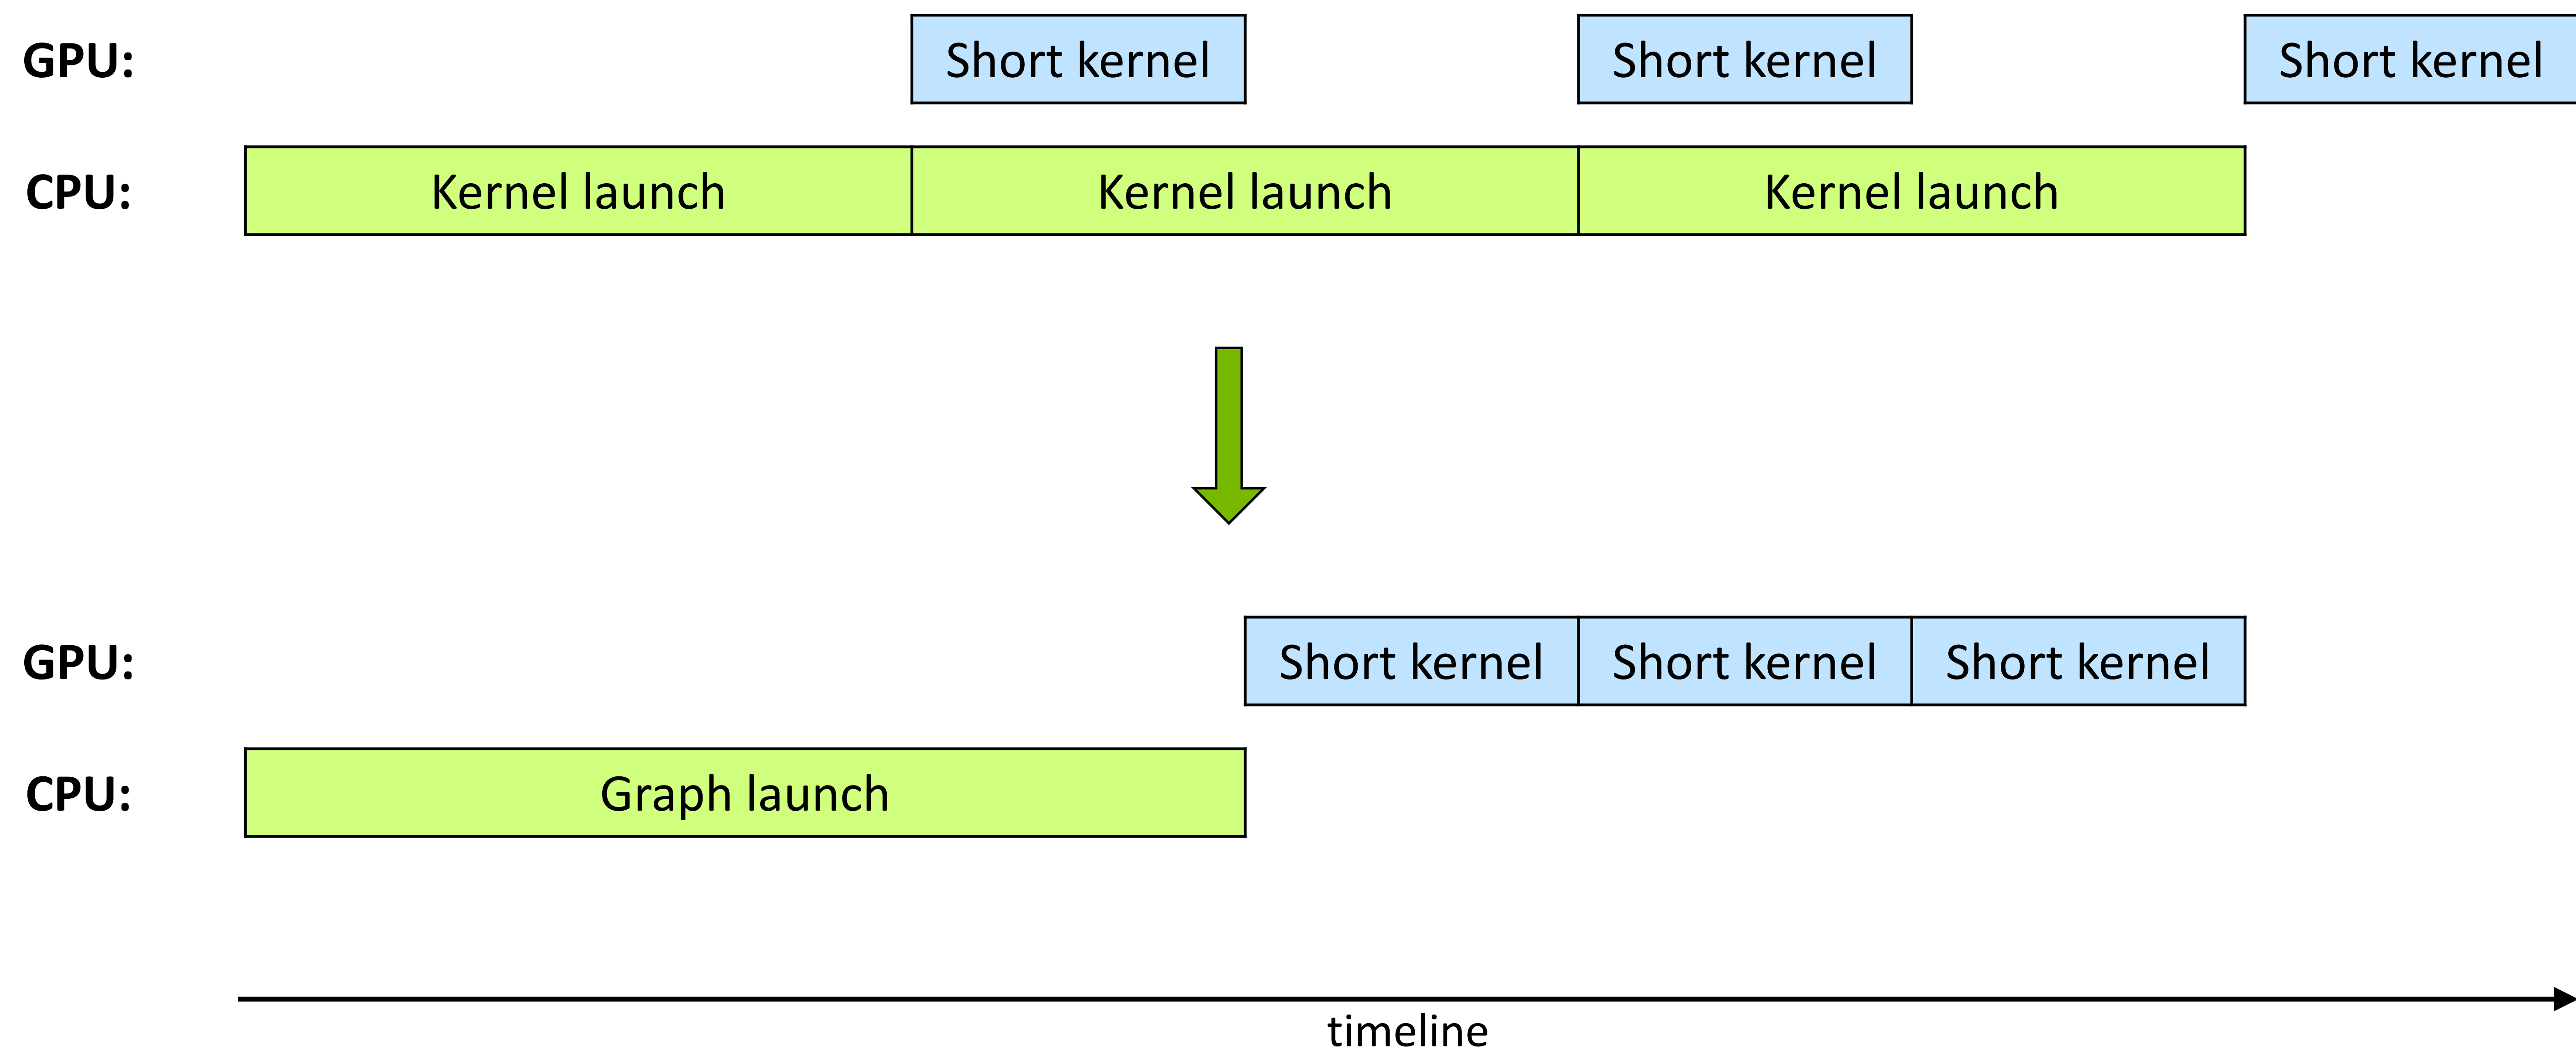 GPU: Short kernel Short kernel Short kernel
CPU: Kernel launch Kernel launch Kernel launch
GPU: Short kernel Short kernel Short kernel
CPU: Graph launch
timeline